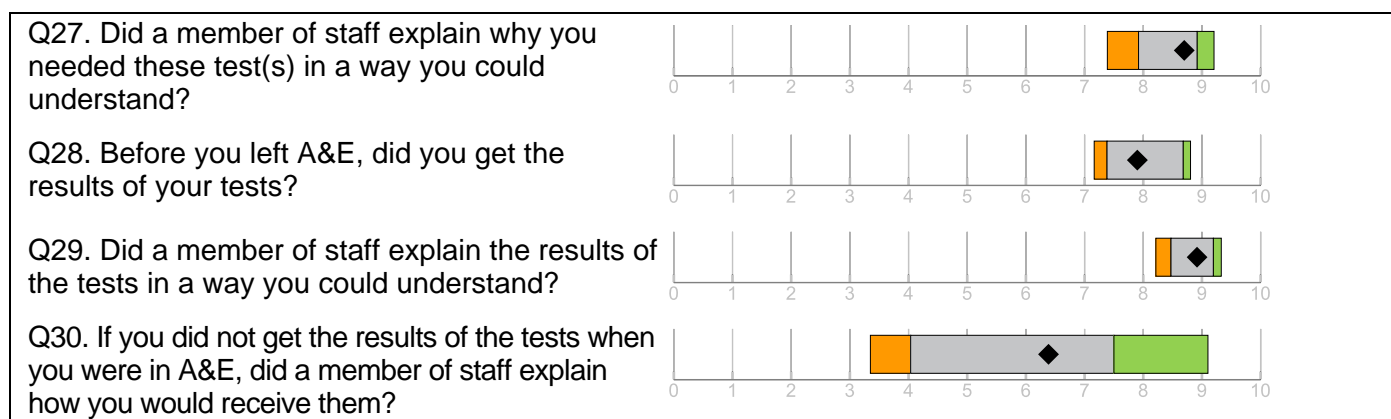 Q27. Did a member of staff explain why you
needed these test(s) in a way you could
understand?
0 1 2 3 4 5 6 7 8 9 10
Q28. Before you left A&E, did you get the
results of your tests?
0 1 2 3 4 5 6 7 8 9 10
Q29. Did a member of staff explain the results of
the tests in a way you could understand?
0 1 2 3 4 5 6 7 8 9 10
Q30. If you did not get the results of the tests when
you were in A&E, did a member of staff explain
how you would receive them?
0 1 2 3 4 5 6 7 8 9 10